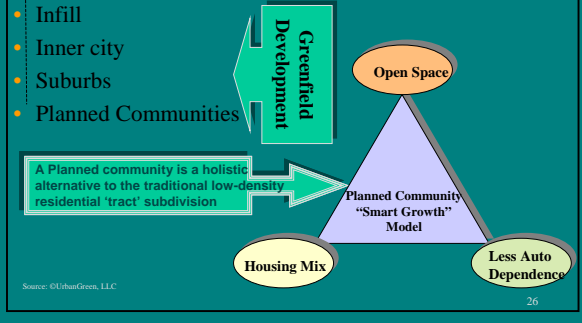 Infill
Inner city
Suburbs
Planned Communities
Greenfield
Development
Open Space
A Planned community is a holistic
alternative to the traditional low-density
residential 'tract' subdivision
Planned Community
“Smart Growth”
Model
Housing Mix
Less Auto
Dependence
Source: ©UrbanGreen, LLC
26